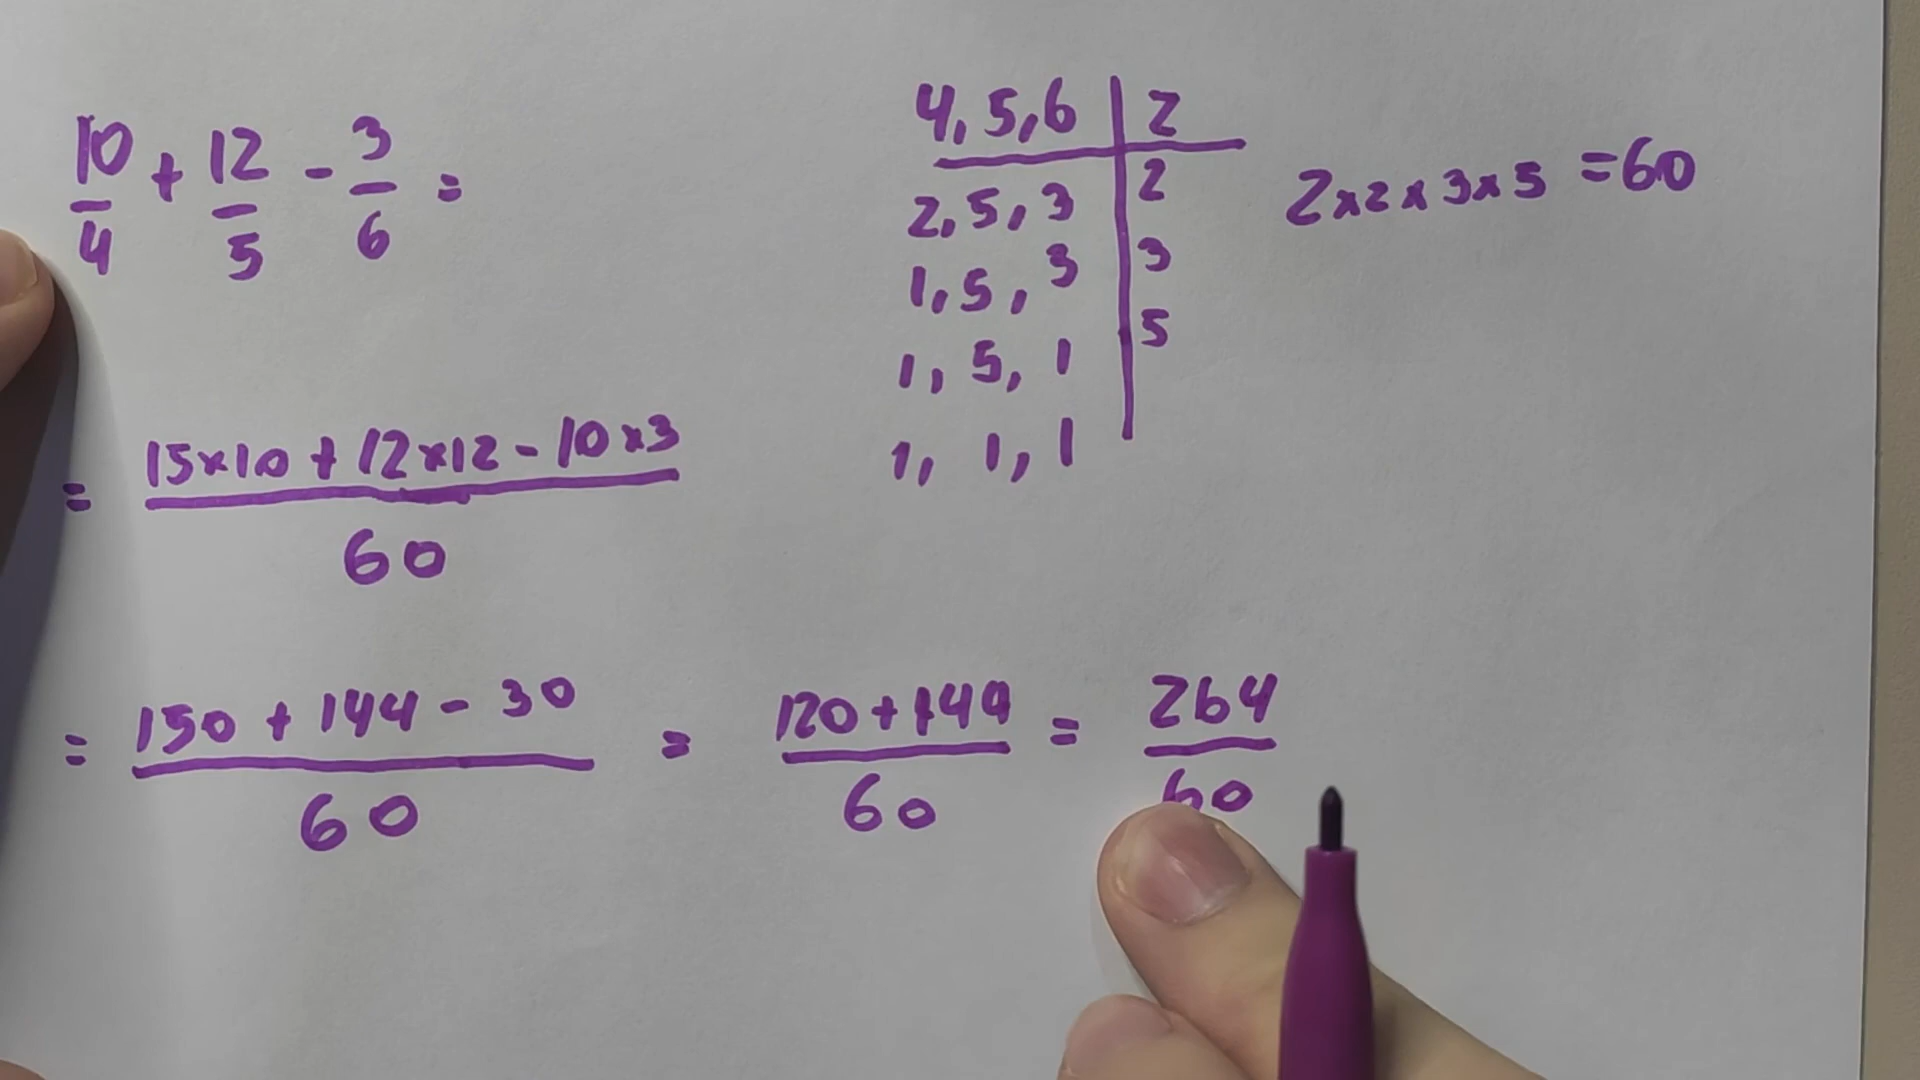 10/4 + 12/5 - 3/6 =
4, 5, 6 | 2
2, 5, 3 | 2
1, 5, 3 | 3
1, 5, 1 | 5
1, 1, 1
2x2x3x5 = 60
= 15x10 + 12x12 - 10x3 / 60
= 150 + 144 - 30 / 60 = 120 + 144 / 60 = 264 / 60